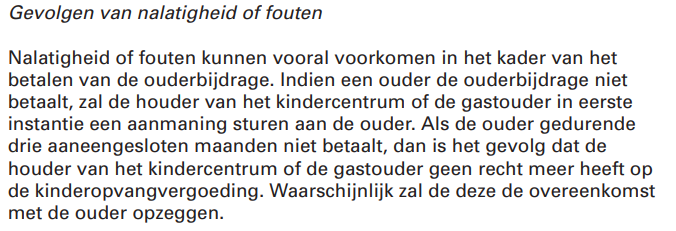 Gevolgen van nalatigheid of fouten
Nalatigheid of fouten kunnen vooral voorkomen in het kader van het
betalen van de ouderbijdrage. Indien een ouder de ouderbijdrage niet
betaalt, zal de houder van het kindercentrum of de gastouder in eerste
instantie een aanmaning sturen aan de ouder. Als de ouder gedurende
drie aaneengesloten maanden niet betaalt, dan is het gevolg dat de
houder van het kindercentrum of de gastouder geen recht meer heeft op
de kinderopvangvergoeding. Waarschijnlijk zal de deze de overeenkomst
met de ouder opzeggen.